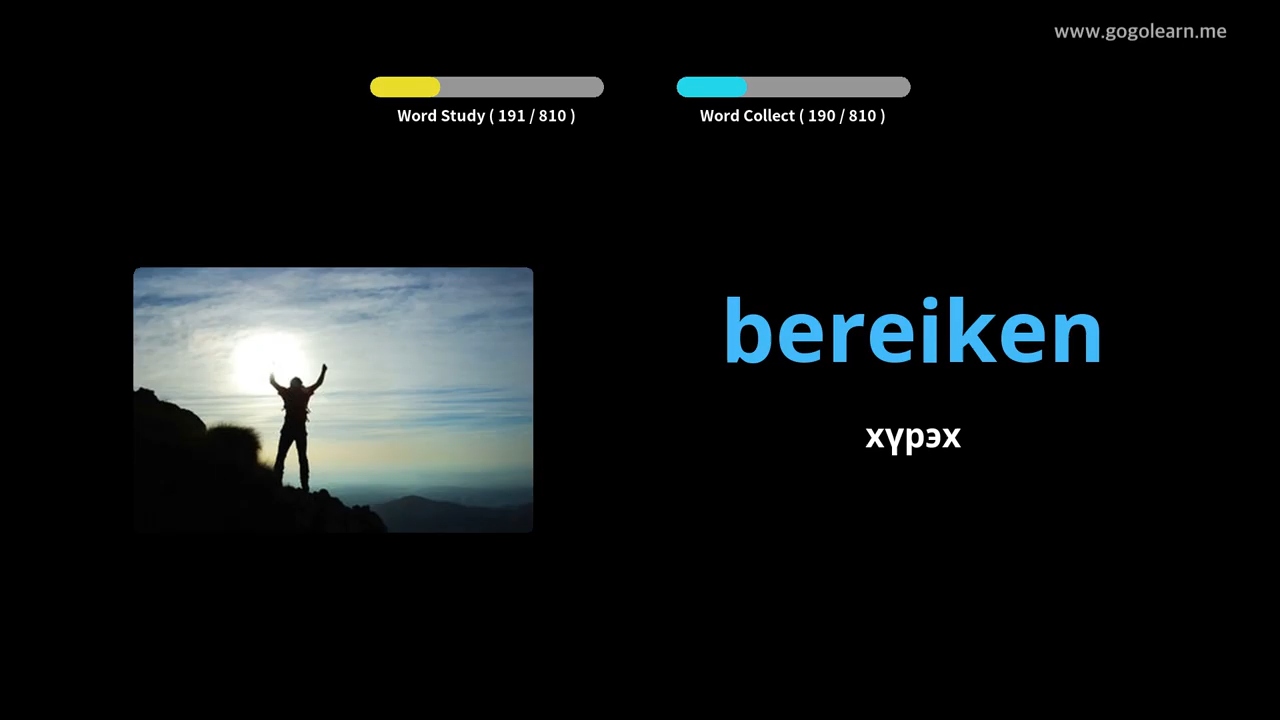 www.gogolearn.me
Word Study ( 191 / 810 )
Word Collect ( 190 / 810 )
bereiken
хүрэх